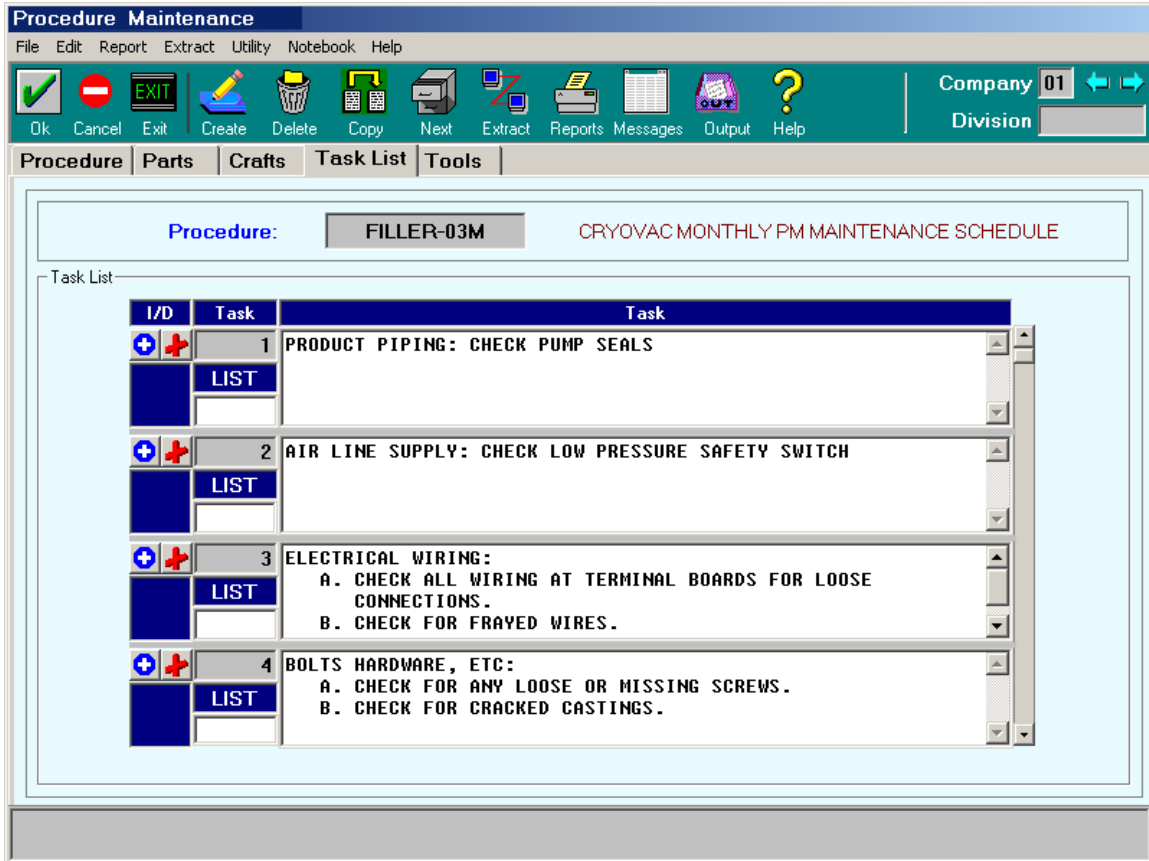 Procedure Maintenance
File Edit Report Extract Utility Notebook Help
EXIT
OUT
Ok Cancel Exit Create Delete Copy Next Extract Reports Messages Output Help
Company 01
Division
Procedure Parts Crafts Task List Tools
Procedure: FILLER-03M CRYOVAC MONTHLY PM MAINTENANCE SCHEDULE
Task List
I/D Task Task
1 PRODUCT PIPING: CHECK PUMP SEALS
LIST
2 AIR LINE SUPPLY: CHECK LOW PRESSURE SAFETY SWITCH
LIST
3 ELECTRICAL WIRING:
A. CHECK ALL WIRING AT TERMINAL BOARDS FOR LOOSE
LIST
CONNECTIONS.
B. CHECK FOR FRAYED WIRES.
4 BOLTS HARDWARE, ETC:
A. CHECK FOR ANY LOOSE OR MISSING SCREWS.
LIST
B. CHECK FOR CRACKED CASTINGS.